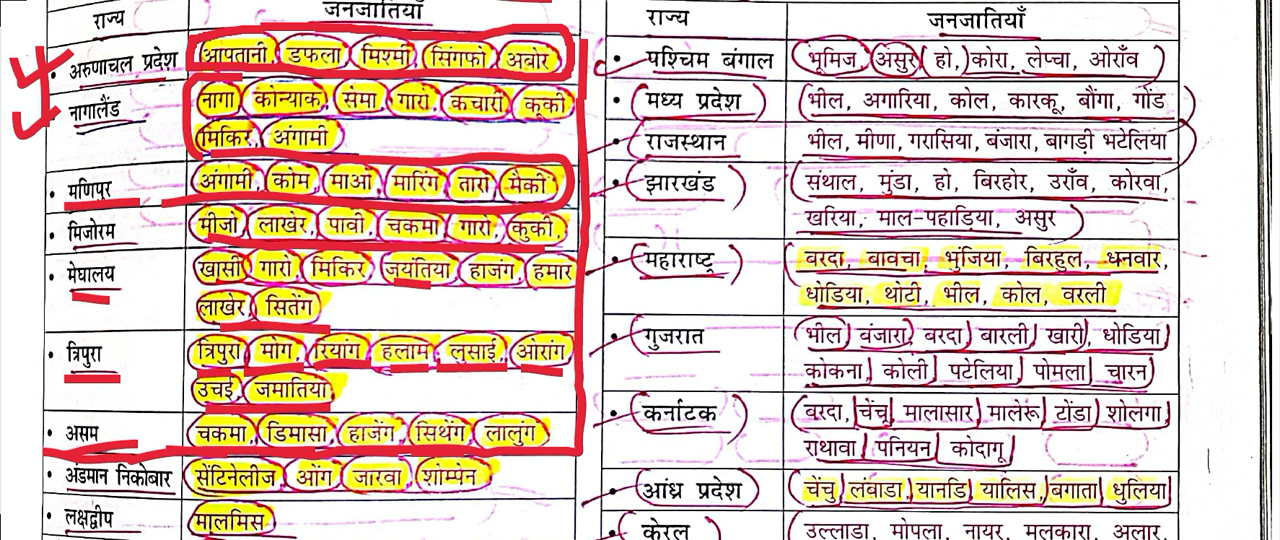 राज्य जनजातियाँ
• अरुणाचल प्रदेश आपतानी, डफला, मिश्मी, सिंगफो, अबोर
नागालैंड नागा, कोन्याक, सेमा, गारो, कचारी, कूकी
मिकिर, अंगामी
• मणिपुर अंगामी, कोम, माओ, मारिंग, तारो, मैकी
• मिजोरम मीजो, लाखेर, पावी, चकमा, गारो, कुकी,
• मेघालय खासी, गारो, मिकिर, जयंतिया, हाजंग, हमार
लाखेर, सितेंग
• त्रिपुरा त्रिपुरा, मोग, रियांग, हलाम, लुसाई, ओरांग
उचई, जमातिया
• असम चकमा, डिमासा, हाजेंग, सिथेंग, लालुंग
• अंडमान निकोबार सेंटिनेलीज, ओंग, जारवा, शोम्पेन
• लक्षद्वीप मालमिस
राज्य जनजातियाँ
• पश्चिम बंगाल भूमिज, असुर, हो, कोरा, लेप्चा, ओराँव
• मध्य प्रदेश भील, अगारिया, कोल, कारकू, बौंगा, गोंड
• राजस्थान भील, मीणा, गरासिया, बंजारा, बागड़ी भटेलिया
• झारखंड संथाल, मुंडा, हो, बिरहोर, उराँव, कोरवा,
खरिया, माल-पहाड़िया, असुर
• महाराष्ट्र बरदा, बावचा, भुंजिया, बिरहुल, धनवार,
धोडिया, थोटी, भील, कोल, वरली
• गुजरात भील, बंजारा, बरदा, बारली, खारी, धोडिया
कोकना, कोली, पटेलिया, पोमला, चारन
• कर्नाटक बरदा, चेंचू, मालासार, मालेरू, टोंडा, शोलगा,
राथावा, पनियन, कोदागू
• आंध्र प्रदेश चेंचु, लंबाडा, यानडि, यालिस, बगाता, धुलिया
• केरल उल्लाडा, मोपला, नायर, मलकारा, अलार,